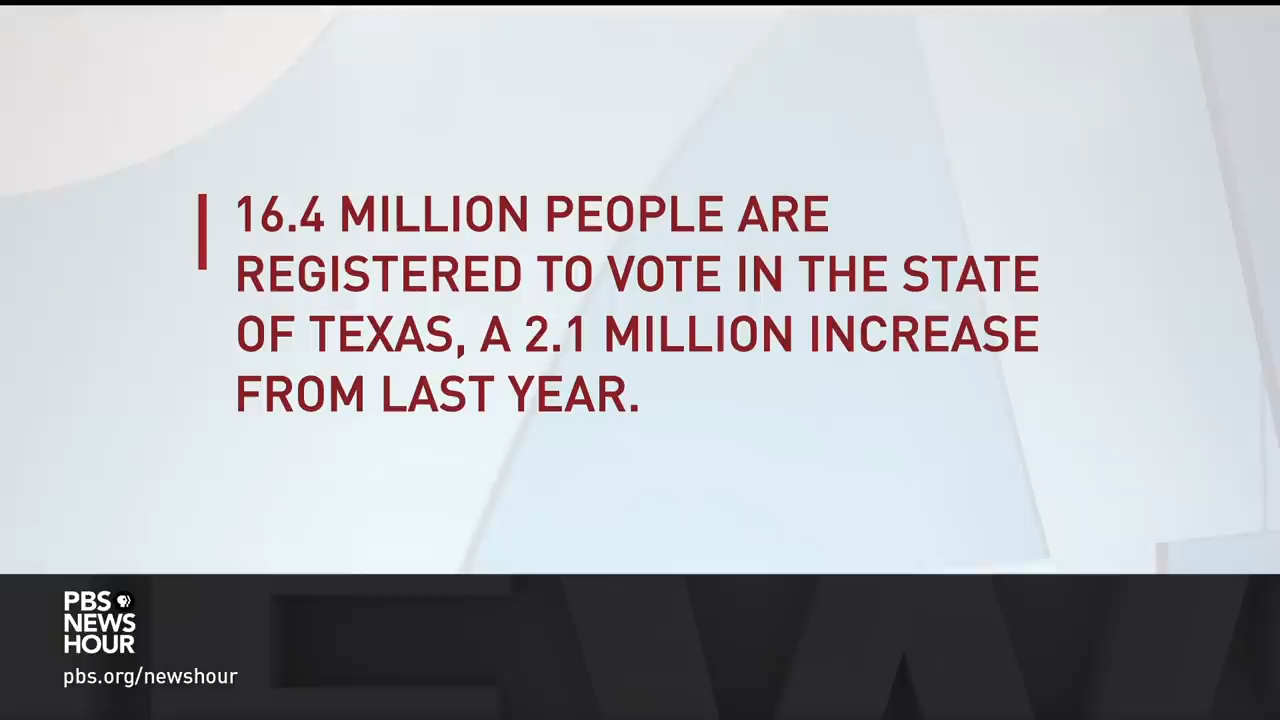 16.4 MILLION PEOPLE ARE
REGISTERED TO VOTE IN THE STATE
OF TEXAS, A 2.1 MILLION INCREASE
FROM LAST YEAR.
PBS
NEWS
HOUR
pbs.org/newshour